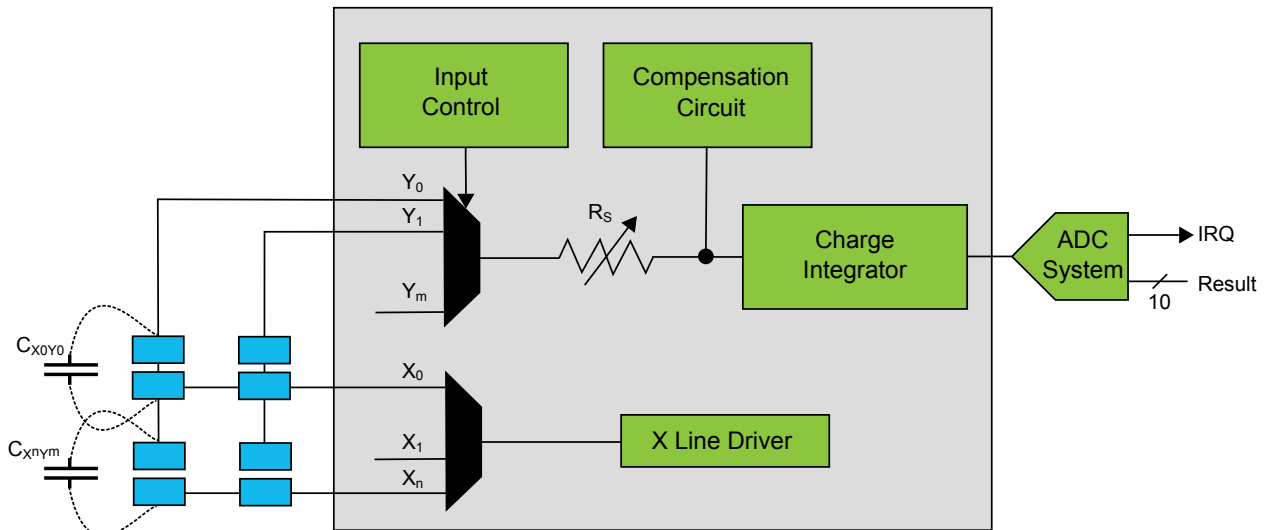 Input
Control
Compensation
Circuit
Y0
Y1
Ym
RS
Charge
Integrator
ADC
System
IRQ
Result
10
CX0Y0
CXnYm
X0
X1
Xn
X Line Driver